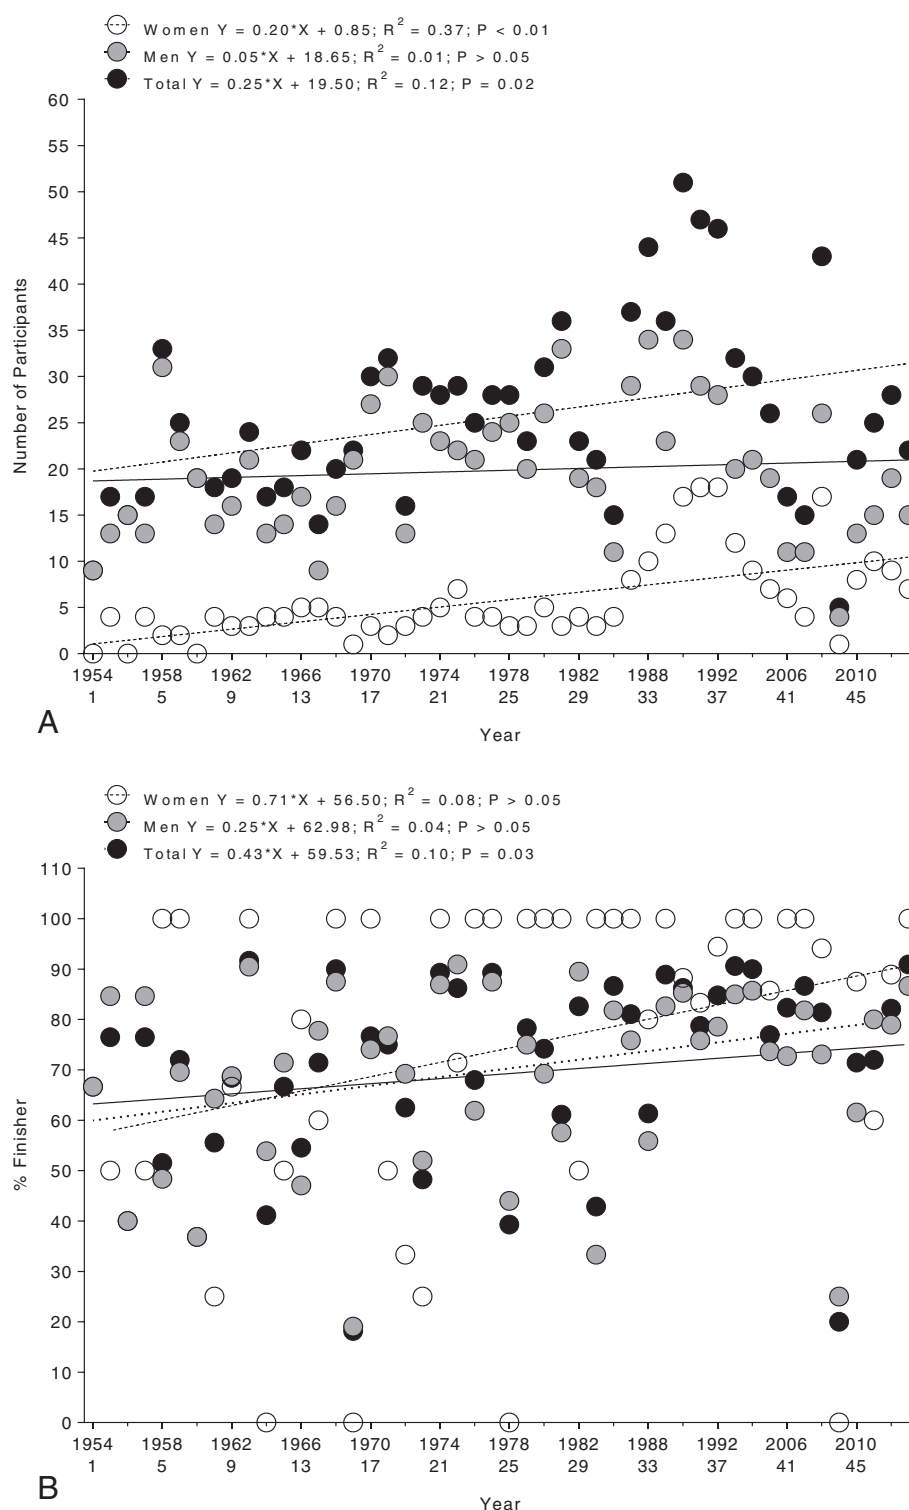 Women Y = 0.20*X + 0.85; R² = 0.37; P < 0.01
Men Y = 0.05*X + 18.65; R² = 0.01; P > 0.05
Total Y = 0.25*X + 19.50; R² = 0.12; P = 0.02
60
55
50
45
40
35
30
25
20
15
10
5
0
Number of Participants
1954 1958 1962 1966 1970 1974 1978 1982 1988 1992 2006 2010
1 5 9 13 17 21 25 29 33 37 41 45
A
Year
Women Y = 0.71*X + 56.50; R² = 0.08; P > 0.05
Men Y = 0.25*X + 62.98; R² = 0.04; P > 0.05
Total Y = 0.43*X + 59.53; R² = 0.10; P = 0.03
110
100
90
80
70
60
50
40
30
20
10
0
% Finisher
1954 1958 1962 1966 1970 1974 1978 1982 1988 1992 2006 2010
1 5 9 13 17 21 25 29 33 37 41 45
B
Year